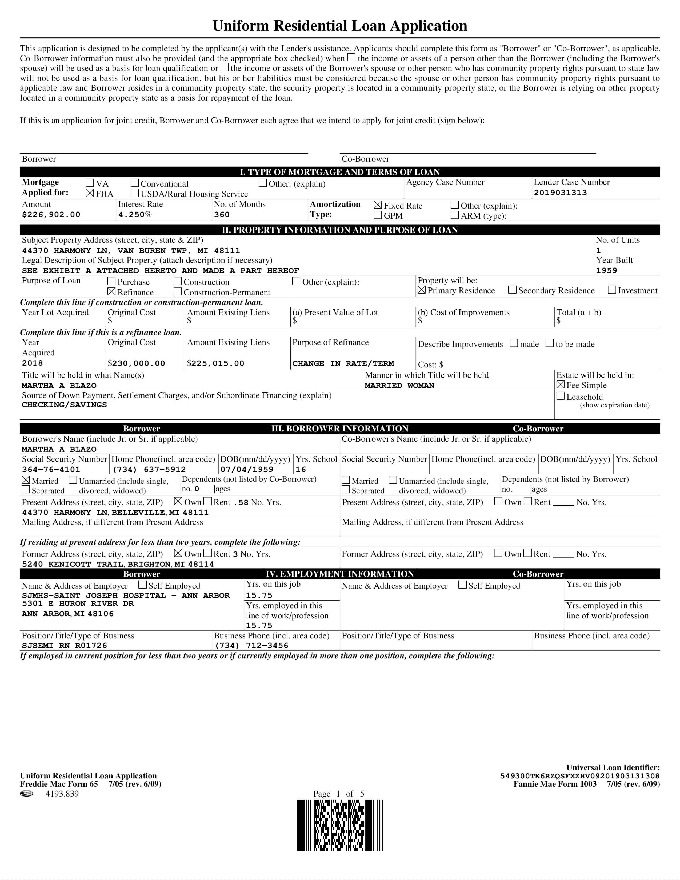 Uniform Residential Loan Application
This application is designed to be completed by the applicant(s) with the Lender's assistance. Applicants should complete this form as "Borrower" or "Co-Borrower", as applicable.
Co-Borrower information must also be provided (and the appropriate box checked) when the income or assets of a person other than the Borrower (including the Borrower's
spouse) will be used as a basis for loan qualification or the income or assets of the Borrower's spouse or other person who has community property rights pursuant to state law
will not be used as a basis for loan qualification, but his or her liabilities must be considered because the spouse or other person has community property rights pursuant to
applicable law and Borrower resides in a community property state, the security property is located in a community property state, or the Borrower is relying on other property
located in a community property state as a basis for repayment of the loan.
If this is an application for joint credit, Borrower and Co-Borrower each agree that we intend to apply for joint credit (sign below):
Borrower Co-Borrower
I. TYPE OF MORTGAGE AND TERMS OF LOAN
Mortgage VA Conventional Other: (explain) Agency Case Number Lender Case Number
Applied for: FHA USDA/Rural Housing Service 2019031313
Amount Interest Rate No. of Months Amortization Fixed Rate Other (explain):
$226,902.00 4.250% 360 Type: GPM ARM (type):
II. PROPERTY INFORMATION AND PURPOSE OF LOAN
Subject Property Address (street, city, state & ZIP) No. of Units
44370 HARMONY LN, VAN BUREN TWP, MI 48111 1
Legal Description of Subject Property (attach description if necessary) Year Built
SEE EXHIBIT A ATTACHED HERETO AND MADE A PART HEREOF 1959
Purpose of Loan Purchase Construction Other (explain): Property will be:
Refinance Construction-Permanent Primary Residence Secondary Residence Investment
Complete this line if construction or construction-permanent loan.
Year Lot Acquired Original Cost Amount Existing Liens (a) Present Value of Lot (b) Cost of Improvements Total (a + b)
$ $ $ $ $
Complete this line if this is a refinance loan.
Year Original Cost Amount Existing Liens Purpose of Refinance Describe Improvements made to be made
Acquired
2018 $230,000.00 $225,015.00 CHANGE IN RATE/TERM Cost: $
Title will be held in what Name(s) Manner in which Title will be held Estate will be held in:
MARTHA A BLAZO MARRIED WOMAN Fee Simple
Source of Down Payment, Settlement Charges, and/or Subordinate Financing (explain) Leasehold
CHECKING/SAVINGS (show expiration date)
Borrower III. BORROWER INFORMATION Co-Borrower
Borrower's Name (include Jr. or Sr. if applicable) Co-Borrower's Name (include Jr. or Sr. if applicable)
MARTHA A BLAZO
Social Security Number Home Phone(incl. area code) DOB(mm/dd/yyyy) Yrs. School Social Security Number Home Phone(incl. area code) DOB(mm/dd/yyyy) Yrs. School
364-76-4101 (734) 637-5912 07/04/1959 16
Married Unmarried (include single, Dependents (not listed by Co-Borrower) Married Unmarried (include single, Dependents (not listed by Borrower)
Separated divorced, widowed) no. 0 ages Separated divorced, widowed) no. ages
Present Address (street, city, state, ZIP) Own Rent .58 No. Yrs. Present Address (street, city, state, ZIP) Own Rent No. Yrs.
44370 HARMONY LN, BELLEVILLE, MI 48111
Mailing Address, if different from Present Address Mailing Address, if different from Present Address
If residing at present address for less than two years, complete the following:
Former Address (street, city, state, ZIP) Own Rent 3 No. Yrs. Former Address (street, city, state, ZIP) Own Rent No. Yrs.
5240 KENICOTT TRAIL, BRIGHTON, MI 48114
Borrower IV. EMPLOYMENT INFORMATION Co-Borrower
Name & Address of Employer Self Employed Yrs. on this job Name & Address of Employer Self Employed Yrs. on this job
SJMHS-SAINT JOSEPH HOSPITAL - ANN ARBOR 15.75
5301 E HURON RIVER DR Yrs. employed in this Yrs. employed in this
ANN ARBOR, MI 48106 line of work/profession line of work/profession
15.75
Position/Title/Type of Business Business Phone (incl. area code) Position/Title/Type of Business Business Phone (incl. area code)
SJSEMI RN R01726 (734) 712-3456
If employed in current position for less than two years or if currently employed in more than one position, complete the following:
Universal Loan Identifier:
Uniform Residential Loan Application
Freddie Mac Form 65 7/05 (rev. 6/09) Fannie Mae Form 1003 7/05 (rev. 6/09)
4193.839 Page 1 of 5